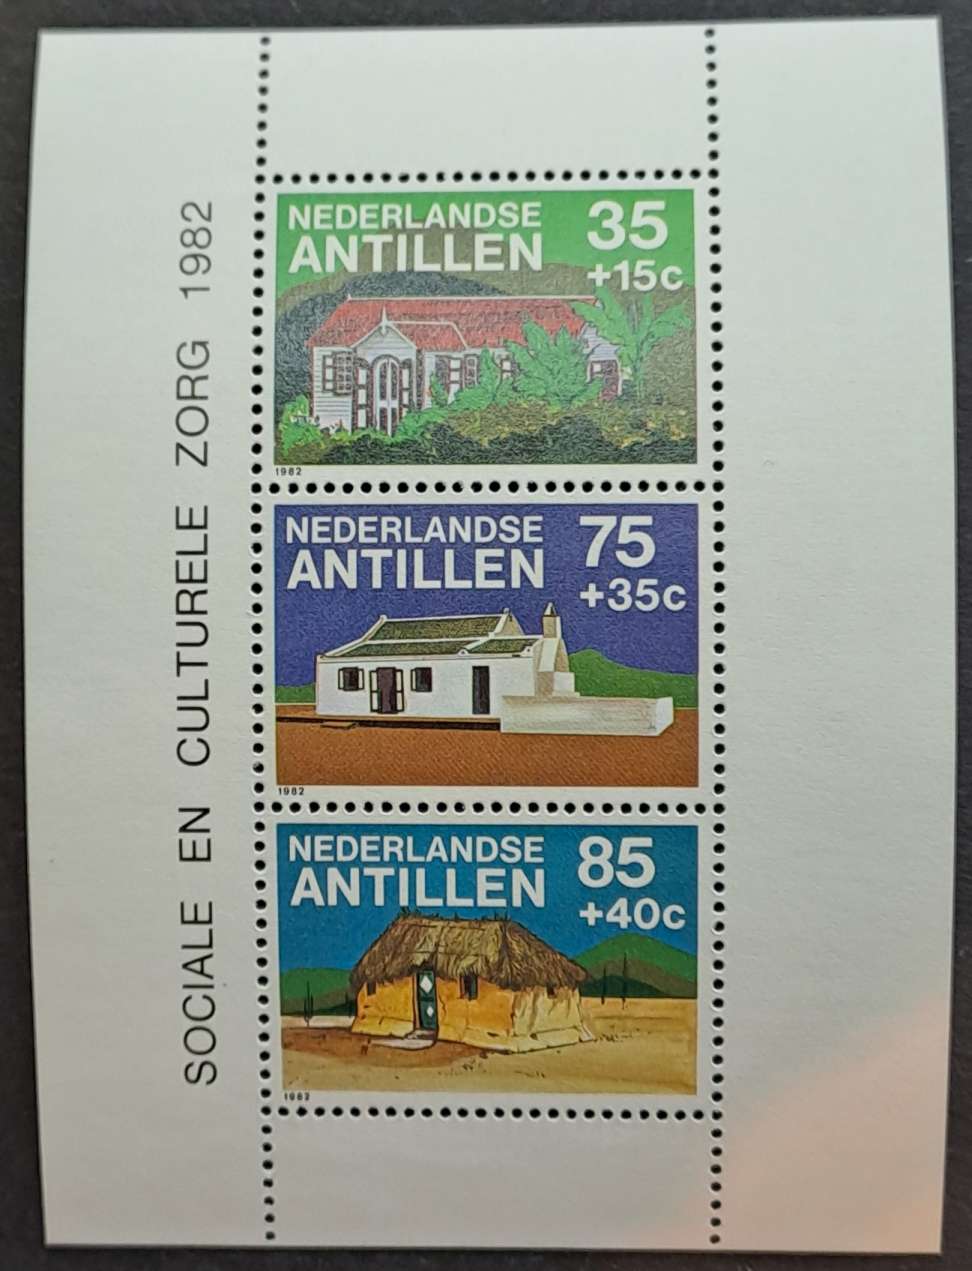 SOCIALE EN CULTURELE ZORG 1982
NEDERLANDSE
ANTILLEN
35
+15c
1982
NEDERLANDSE
ANTILLEN
75
+35c
1982
NEDERLANDSE
ANTILLEN
85
+40c
1982